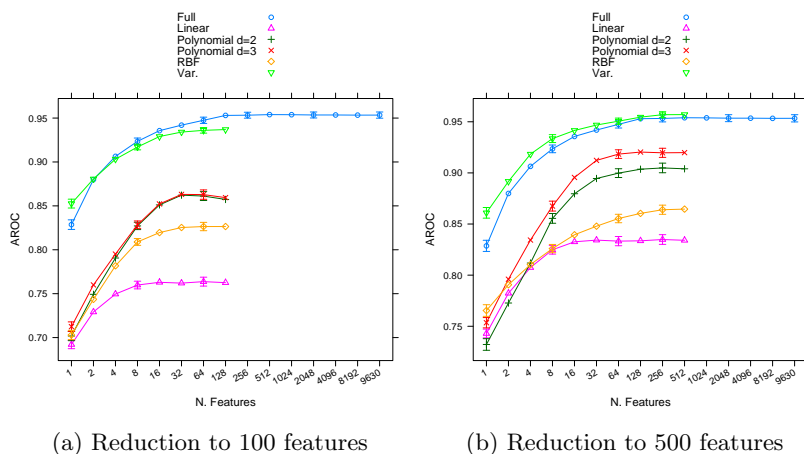 Full
Linear
Polynomial d=2
Polynomial d=3
RBF
Var.
AROC
0.95
0.90
0.85
0.80
0.75
0.70
1 2 4 8 16 32 64 128 256 512 1024 2048 4096 8192 9630
N. Features
(a) Reduction to 100 features
Full
Linear
Polynomial d=2
Polynomial d=3
RBF
Var.
AROC
0.95
0.90
0.85
0.80
0.75
1 2 4 8 16 32 64 128 256 512 1024 2048 4096 8192 9630
N. Features
(b) Reduction to 500 features